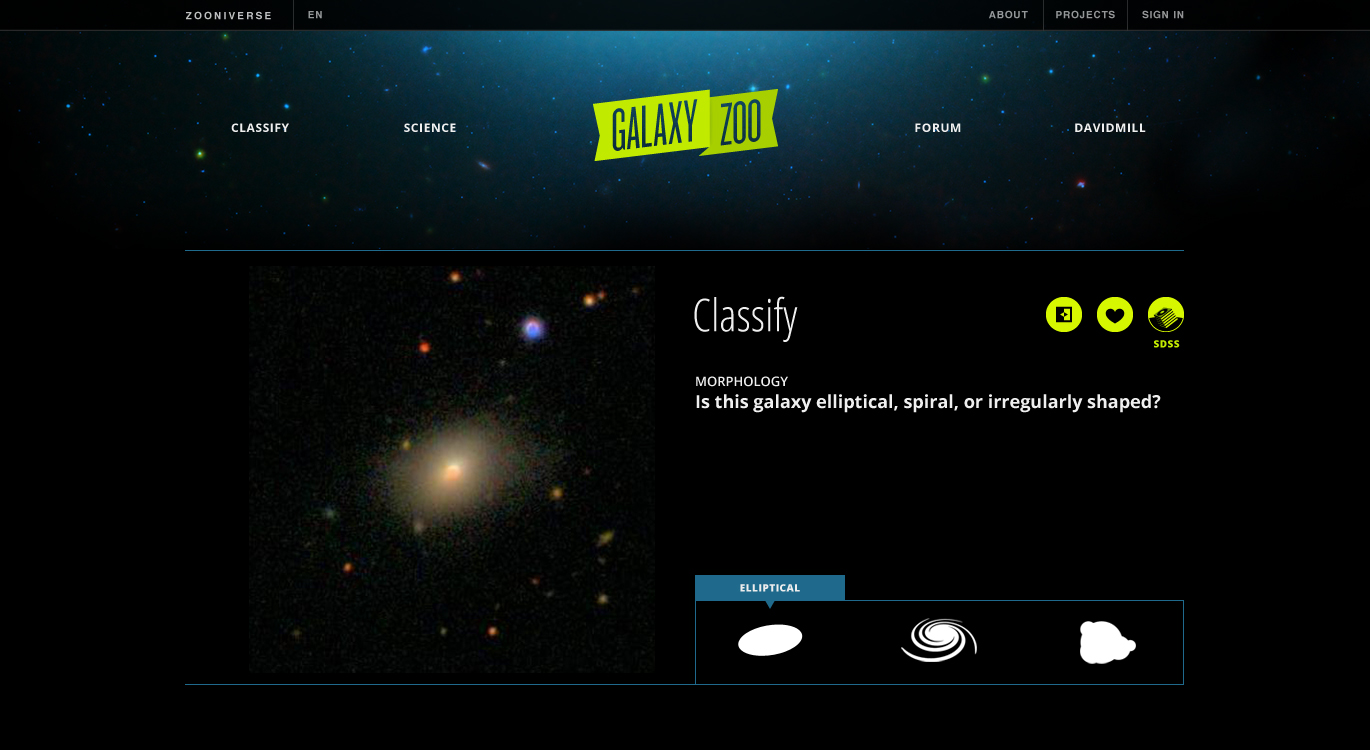 ZOONIVERSE EN ABOUT PROJECTS SIGN IN
CLASSIFY SCIENCE GALAXY ZOO FORUM DAVIDMILL
Classify
SDSS
MORPHOLOGY
Is this galaxy elliptical, spiral, or irregularly shaped?
ELLIPTICAL